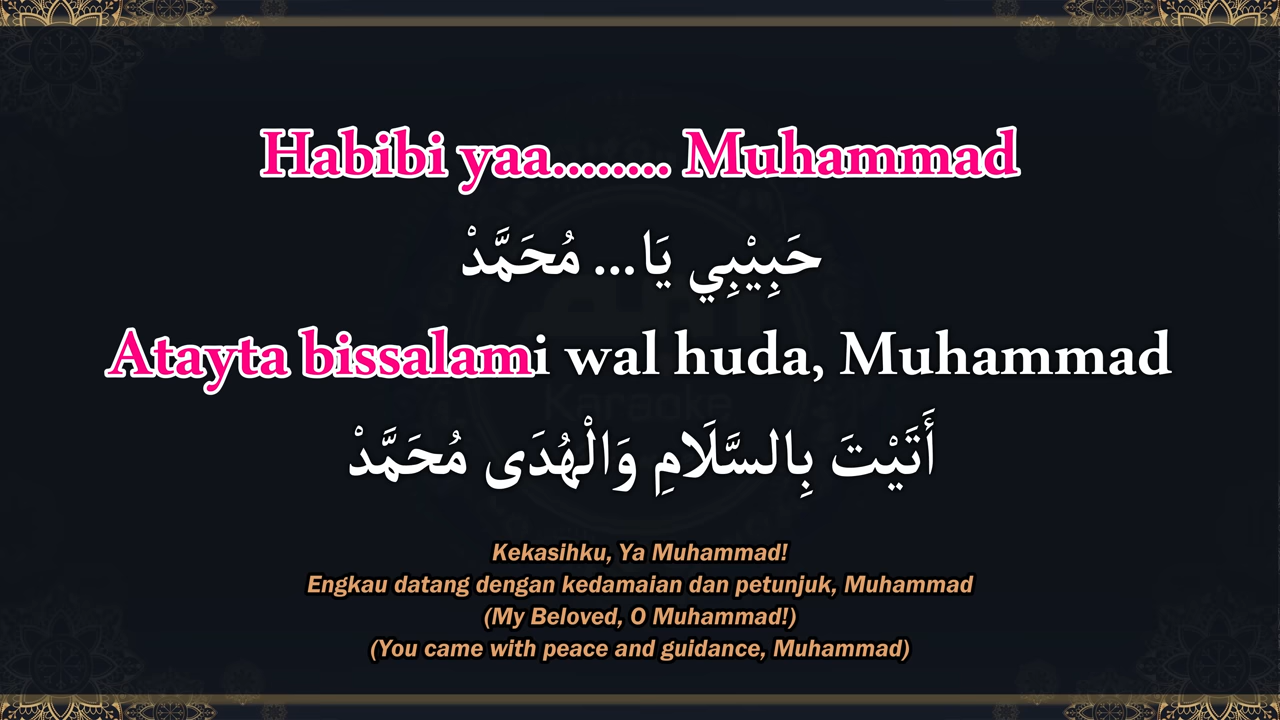 Habibi yaa........ Muhammad
حَبِيْبِي يَا... مُحَمَّدْ
Atayta bissalami wal huda, Muhammad
أَتَيْتَ بِالسَّلَامِ وَالْهُدَى مُحَمَّدْ
Karaoke
Kekasihku, Ya Muhammad!
Engkau datang dengan kedamaian dan petunjuk, Muhammad
(My Beloved, O Muhammad!)
(You came with peace and guidance, Muhammad)